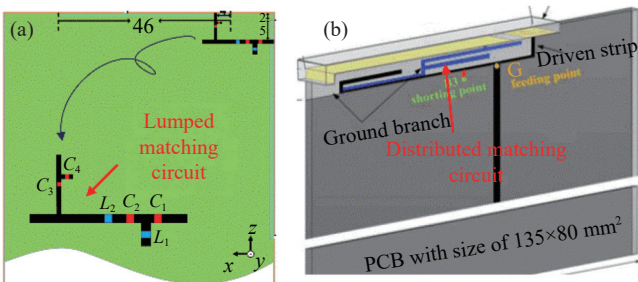 (a)
46
2
5
Lumped
matching
circuit
C4
C3
L2 C2 C1
L1
z
x y
(b)
Driven strip
G
feeding point
shorting point
Ground branch
Distributed matching
circuit
PCB with size of 135×80 mm²